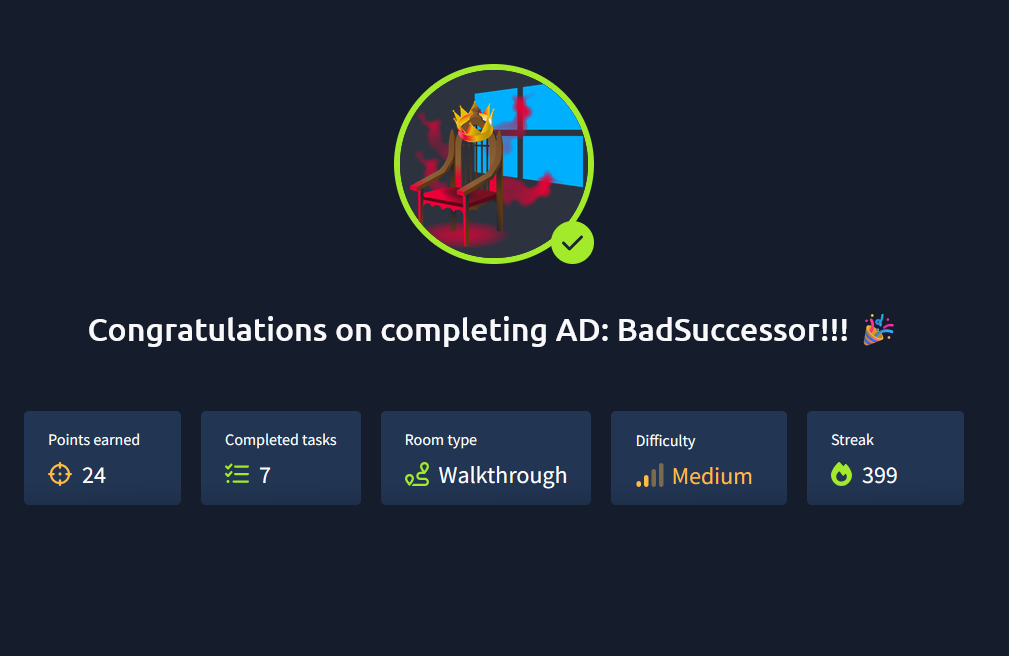 Congratulations on completing AD: BadSuccessor!!! 🎉
Points earned
24
Completed tasks
7
Room type
Walkthrough
Difficulty
Medium
Streak
399